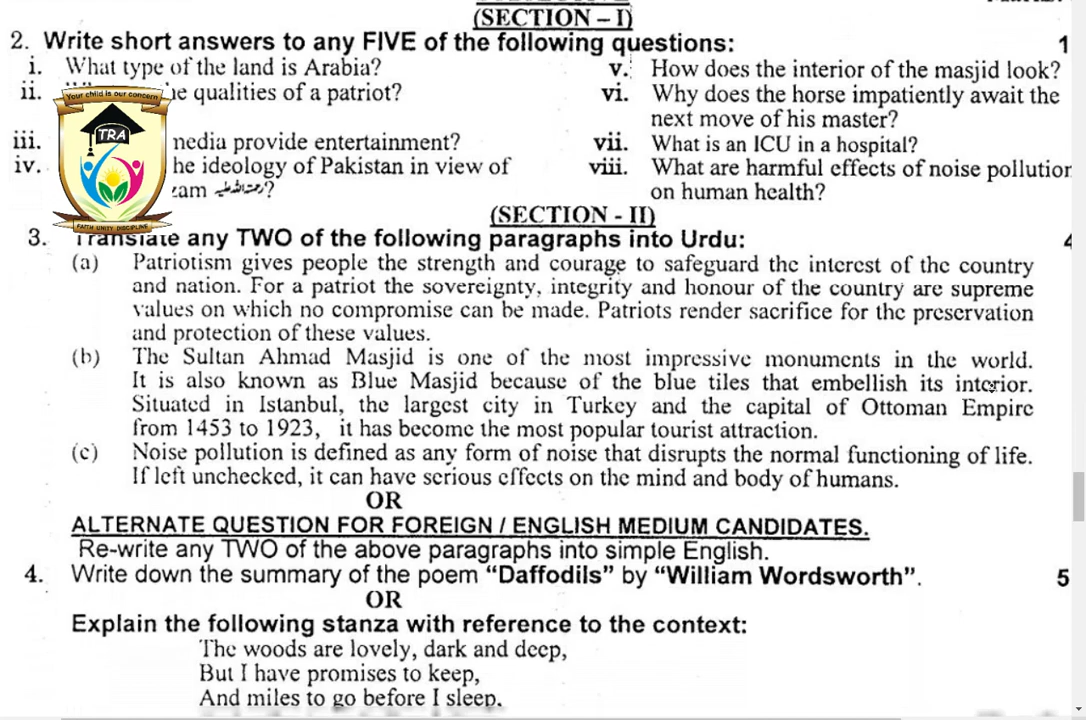 (SECTION – I)
2. Write short answers to any FIVE of the following questions: 1
i. What type of the land is Arabia?
ii. qualities of a patriot?
iii. media provide entertainment?
iv. the ideology of Pakistan in view of
رحمۃ اللہ علیہ?
v. How does the interior of the masjid look?
vi. Why does the horse impatiently await the
next move of his master?
vii. What is an ICU in a hospital?
viii. What are harmful effects of noise pollution
on human health?
Your child is our concern
TRA
FAITH UNITY DISCIPLINE
(SECTION - II)
3. Translate any TWO of the following paragraphs into Urdu: 4
(a) Patriotism gives people the strength and courage to safeguard the interest of the country
and nation. For a patriot the sovereignty, integrity and honour of the country are supreme
values on which no compromise can be made. Patriots render sacrifice for the preservation
and protection of these values.
(b) The Sultan Ahmad Masjid is one of the most impressive monuments in the world.
It is also known as Blue Masjid because of the blue tiles that embellish its interior.
Situated in Istanbul, the largest city in Turkey and the capital of Ottoman Empire
from 1453 to 1923, it has become the most popular tourist attraction.
(c) Noise pollution is defined as any form of noise that disrupts the normal functioning of life.
If left unchecked, it can have serious effects on the mind and body of humans.
OR
ALTERNATE QUESTION FOR FOREIGN / ENGLISH MEDIUM CANDIDATES.
Re-write any TWO of the above paragraphs into simple English.
4. Write down the summary of the poem “Daffodils” by “William Wordsworth”. 5
OR
Explain the following stanza with reference to the context:
The woods are lovely, dark and deep,
But I have promises to keep,
And miles to go before I sleep.